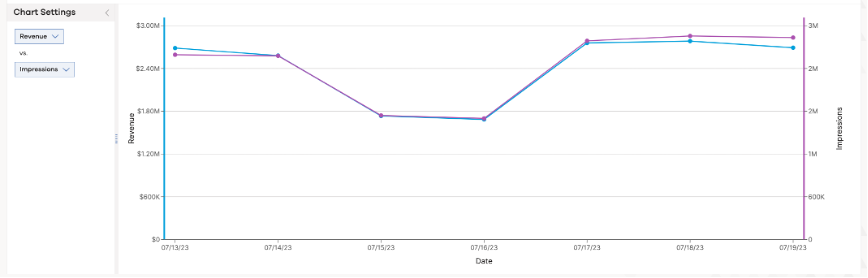 Chart Settings
Revenue
vs
Impressions
$3.00M
$2.40M
$1.80M
$1.20M
$600K
$0
Revenue
3M
2M
2M
1M
600K
0
Impressions
07/13/23 07/14/23 07/15/23 07/16/23 07/17/23 07/18/23 07/19/23
Date